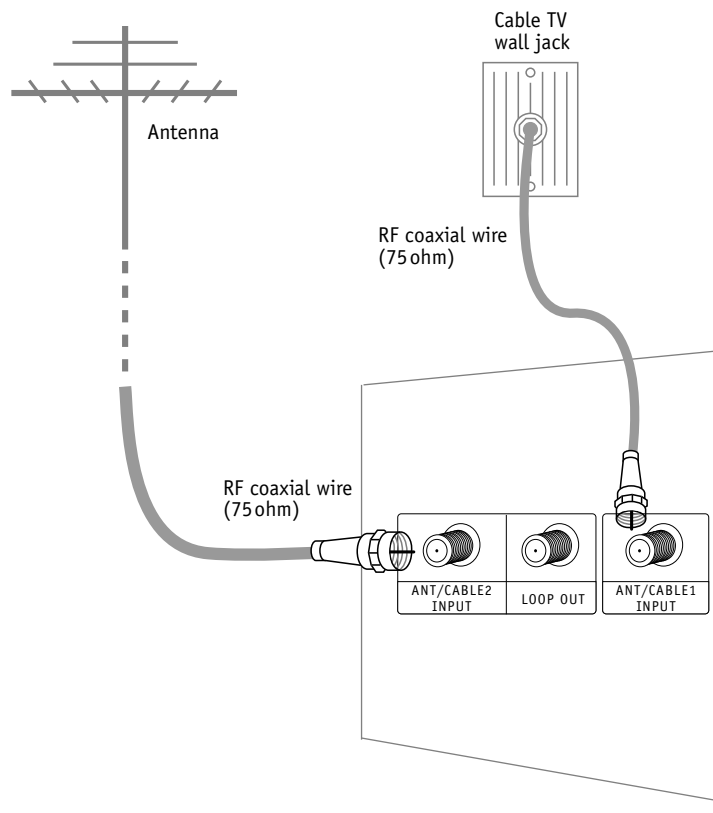 Cable TV
wall jack
Antenna
RF coaxial wire
(75 ohm)
RF coaxial wire
(75 ohm)
ANT/CABLE2
INPUT
LOOP OUT
ANT/CABLE1
INPUT